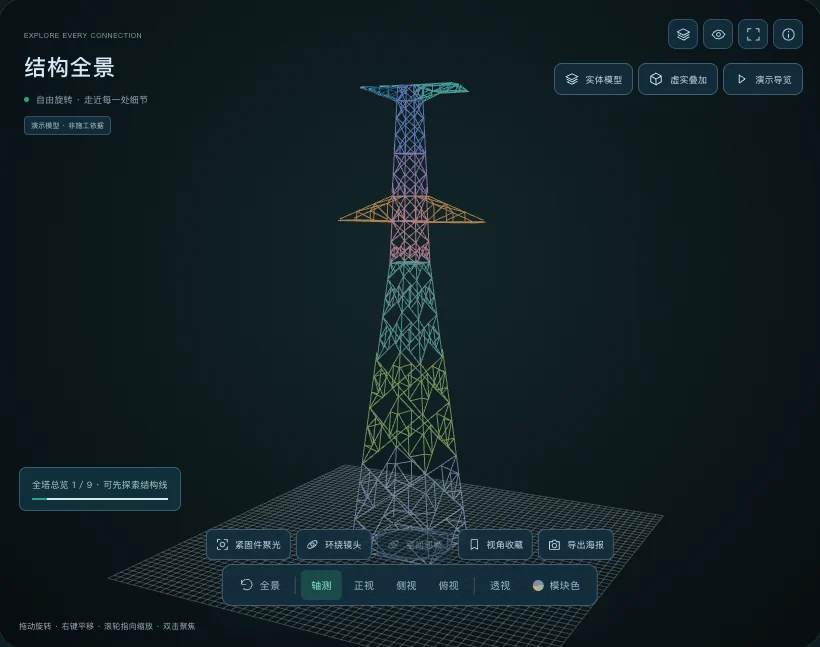 EXPLORE EVERY CONNECTION
结构全景
自由旋转 · 走近每一处细节
演示模型 · 非施工依据
实体模型
虚实叠加
演示导览
全塔总览 1 / 9 · 可先探索结构线
紧固件聚光
环绕镜头
视角收藏
导出海报
全景
轴测
正视
侧视
俯视
透视
模块色
拖动旋转 · 右键平移 · 滚轮指向缩放 · 双击聚焦